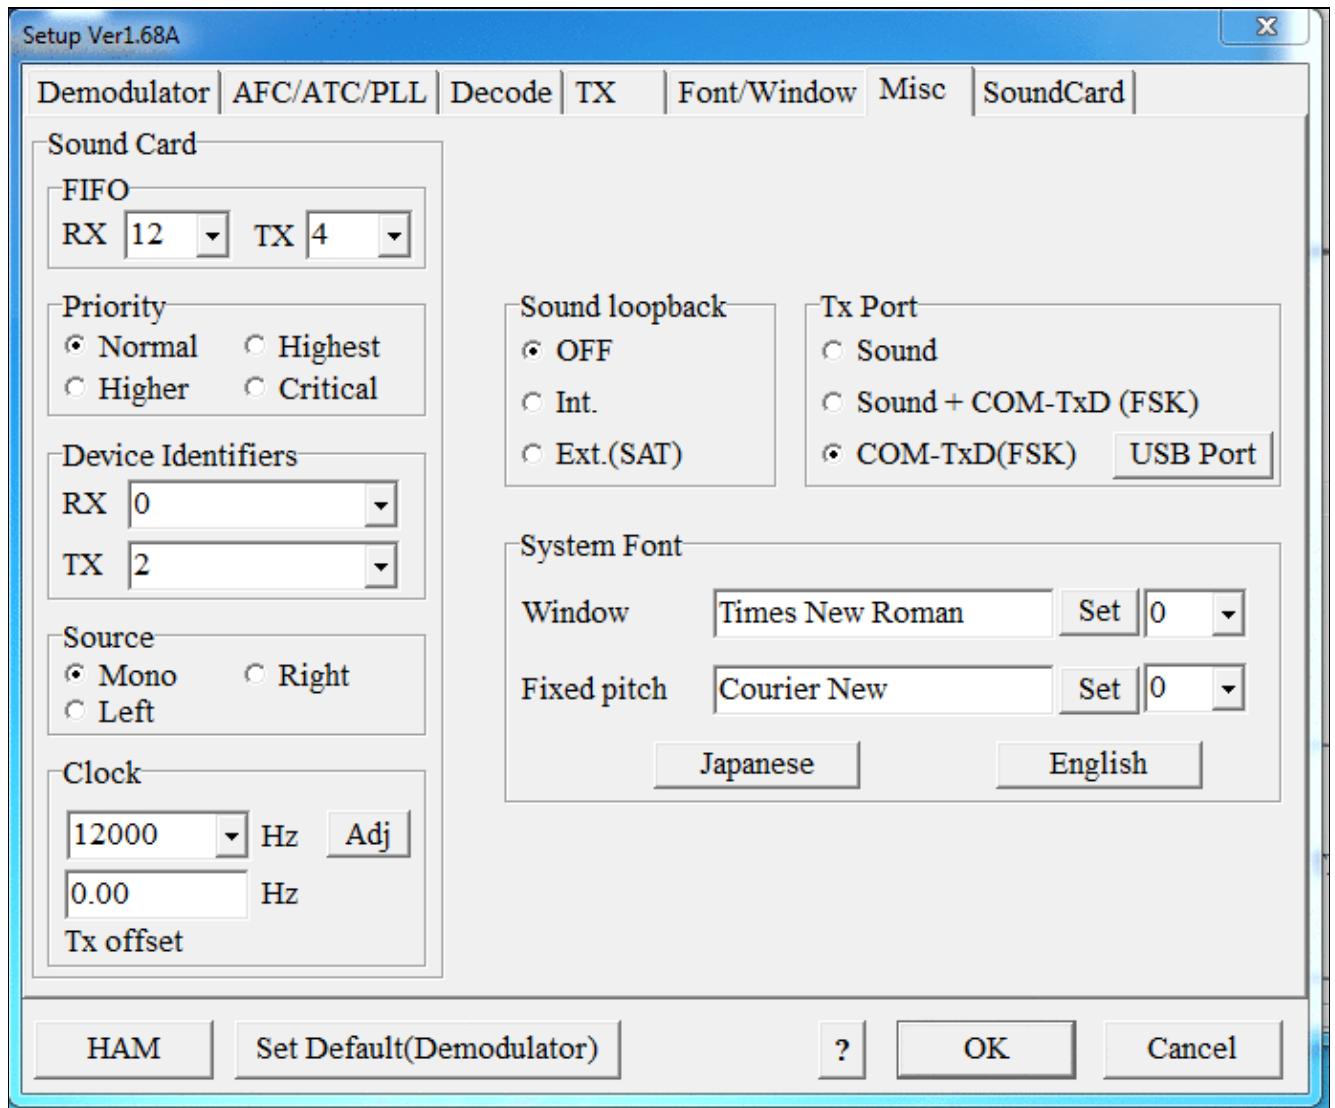 Setup Ver1.68A
Demodulator AFC/ATC/PLL Decode TX Font/Window Misc SoundCard
Sound Card
FIFO
RX 12 TX 4
Priority
Normal Highest
Higher Critical
Device Identifiers
RX 0
TX 2
Source
Mono Right
Left
Clock
12000 Hz Adj
0.00 Hz
Tx offset
Sound loopback
OFF
Int.
Ext.(SAT)
Tx Port
Sound
Sound + COM-TxD (FSK)
COM-TxD(FSK) USB Port
System Font
Window Times New Roman Set 0
Fixed pitch Courier New Set 0
Japanese English
HAM Set Default(Demodulator) ? OK Cancel